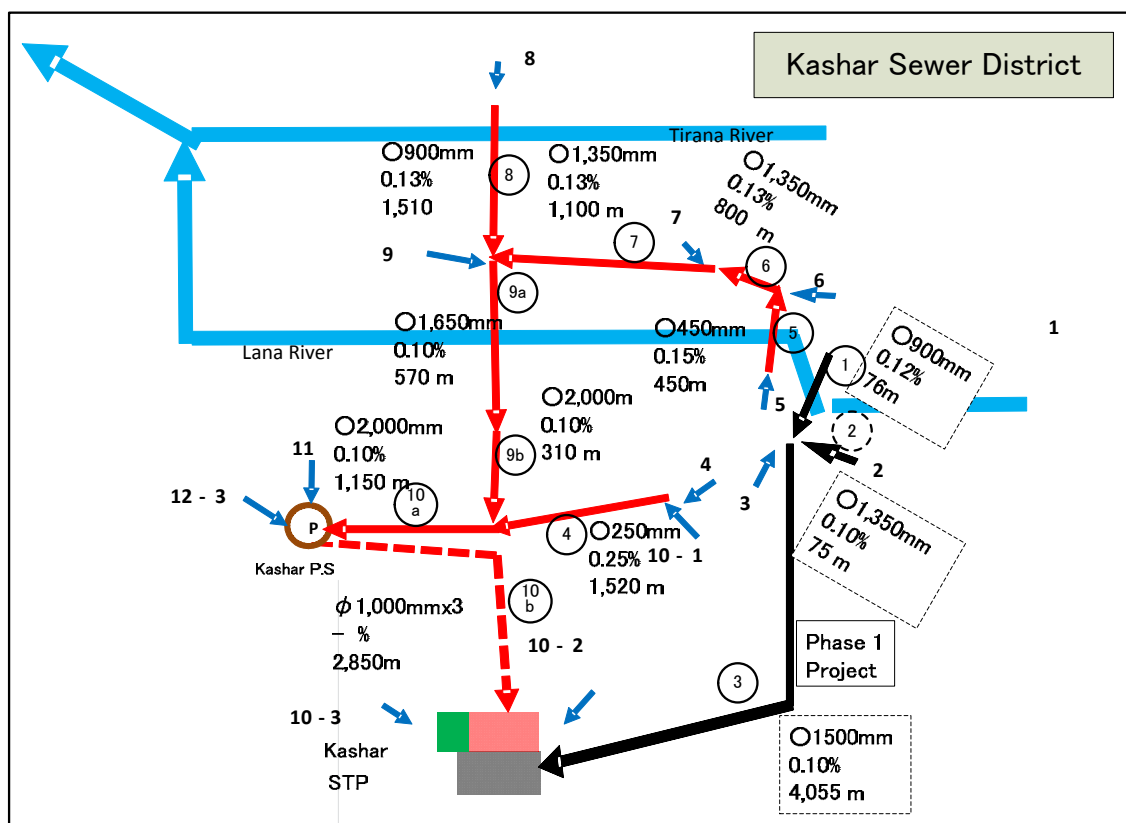 Kashar Sewer District
8
Tirana River
○900mm
0.13%
1,510
8
○1,350mm
0.13%
1,100 m
○1,350mm
0.13%
800 m
7
7
9
6
6
9a
○1,650mm
0.10%
570 m
Lana River
○450mm
0.15%
450m
5
5
1
1
○900mm
0.12%
76m
2
2
3
○2,000m
0.10%
310 m
9b
○2,000mm
0.10%
1,150 m
10
a
11
12 - 3
P
Kashar P.S
4
4
○250mm
0.25%
1,520 m
10 - 1
○1,350mm
0.10%
75 m
ϕ1,000mmx3
− %
2,850m
10
b
10 - 2
Phase 1
Project
3
10 - 3
Kashar
STP
○1500mm
0.10%
4,055 m